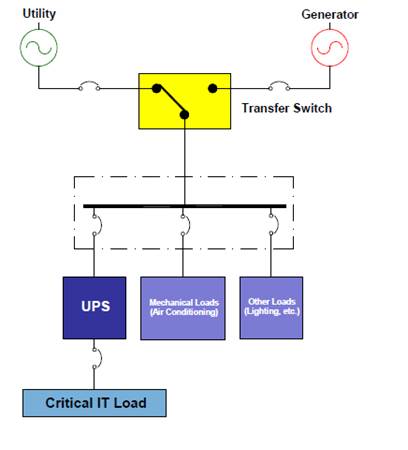 Utility
Generator
Transfer Switch
UPS
Mechanical Loads
(Air Conditioning)
Other Loads
(Lighting, etc.)
Critical IT Load